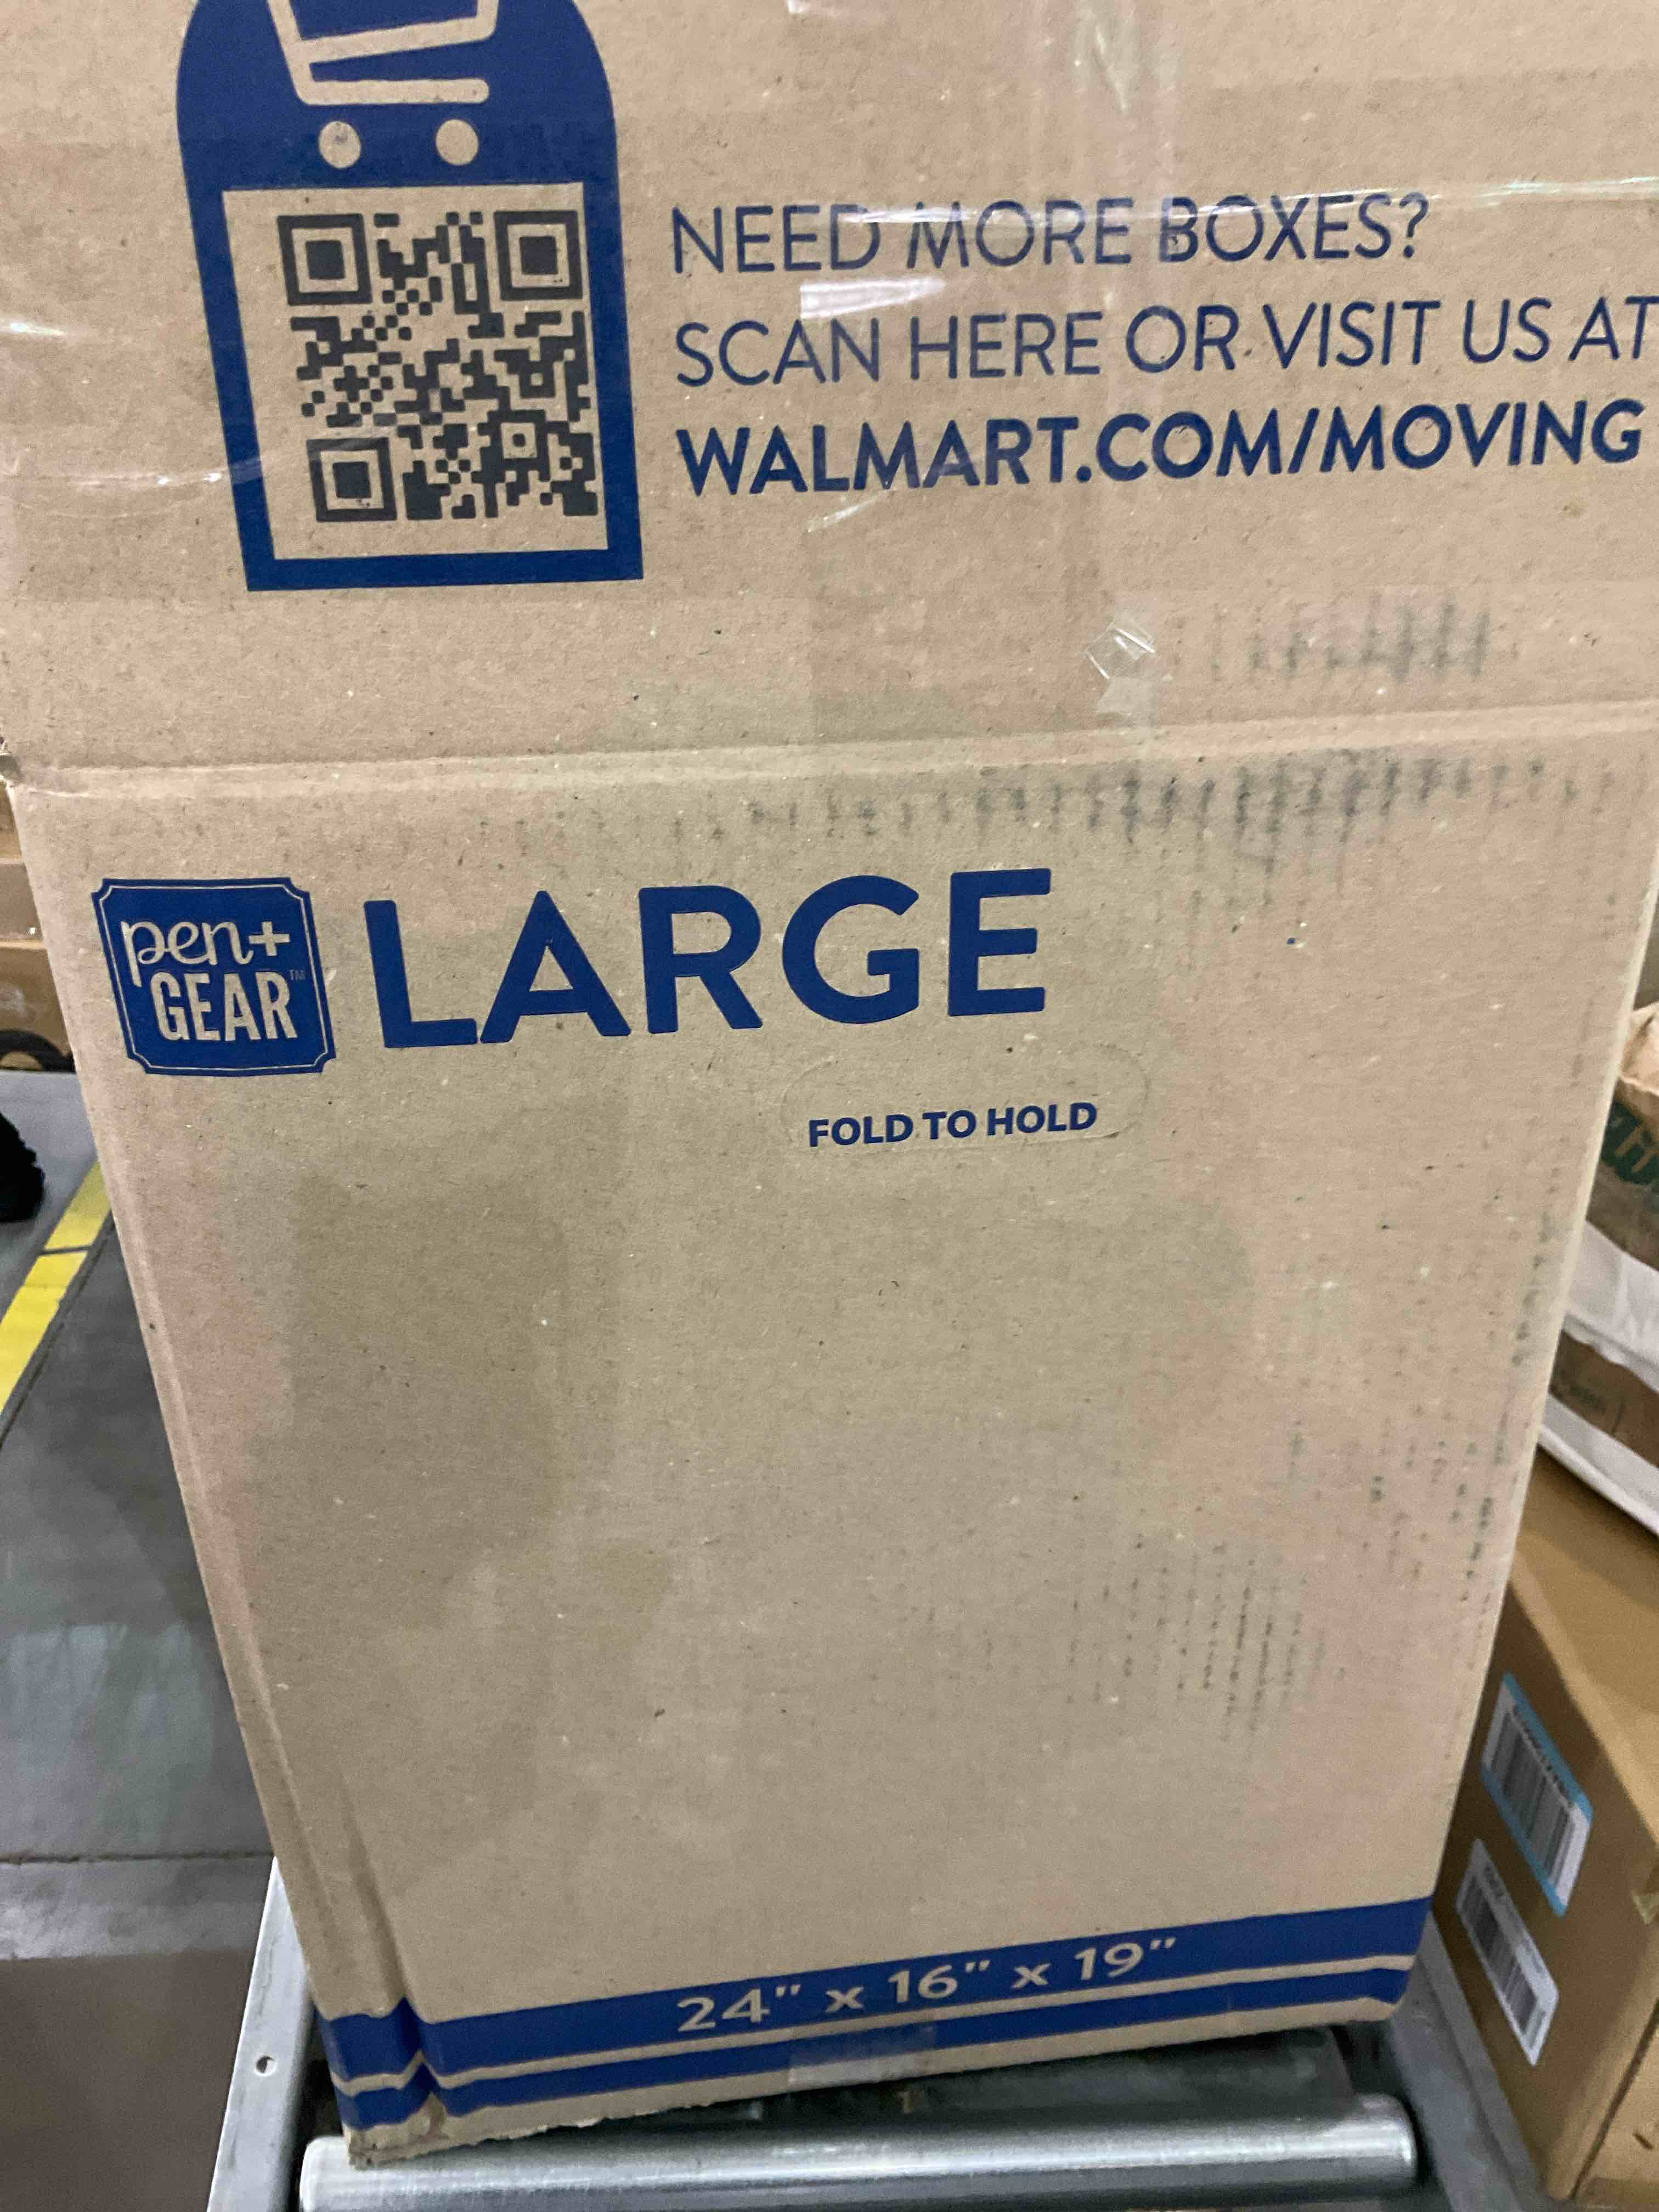 NEED MORE BOXES?
SCAN HERE OR VISIT US AT
WALMART.COM/MOVING
pen+
GEAR™
LARGE
FOLD TO HOLD
24" x 16" x 19"